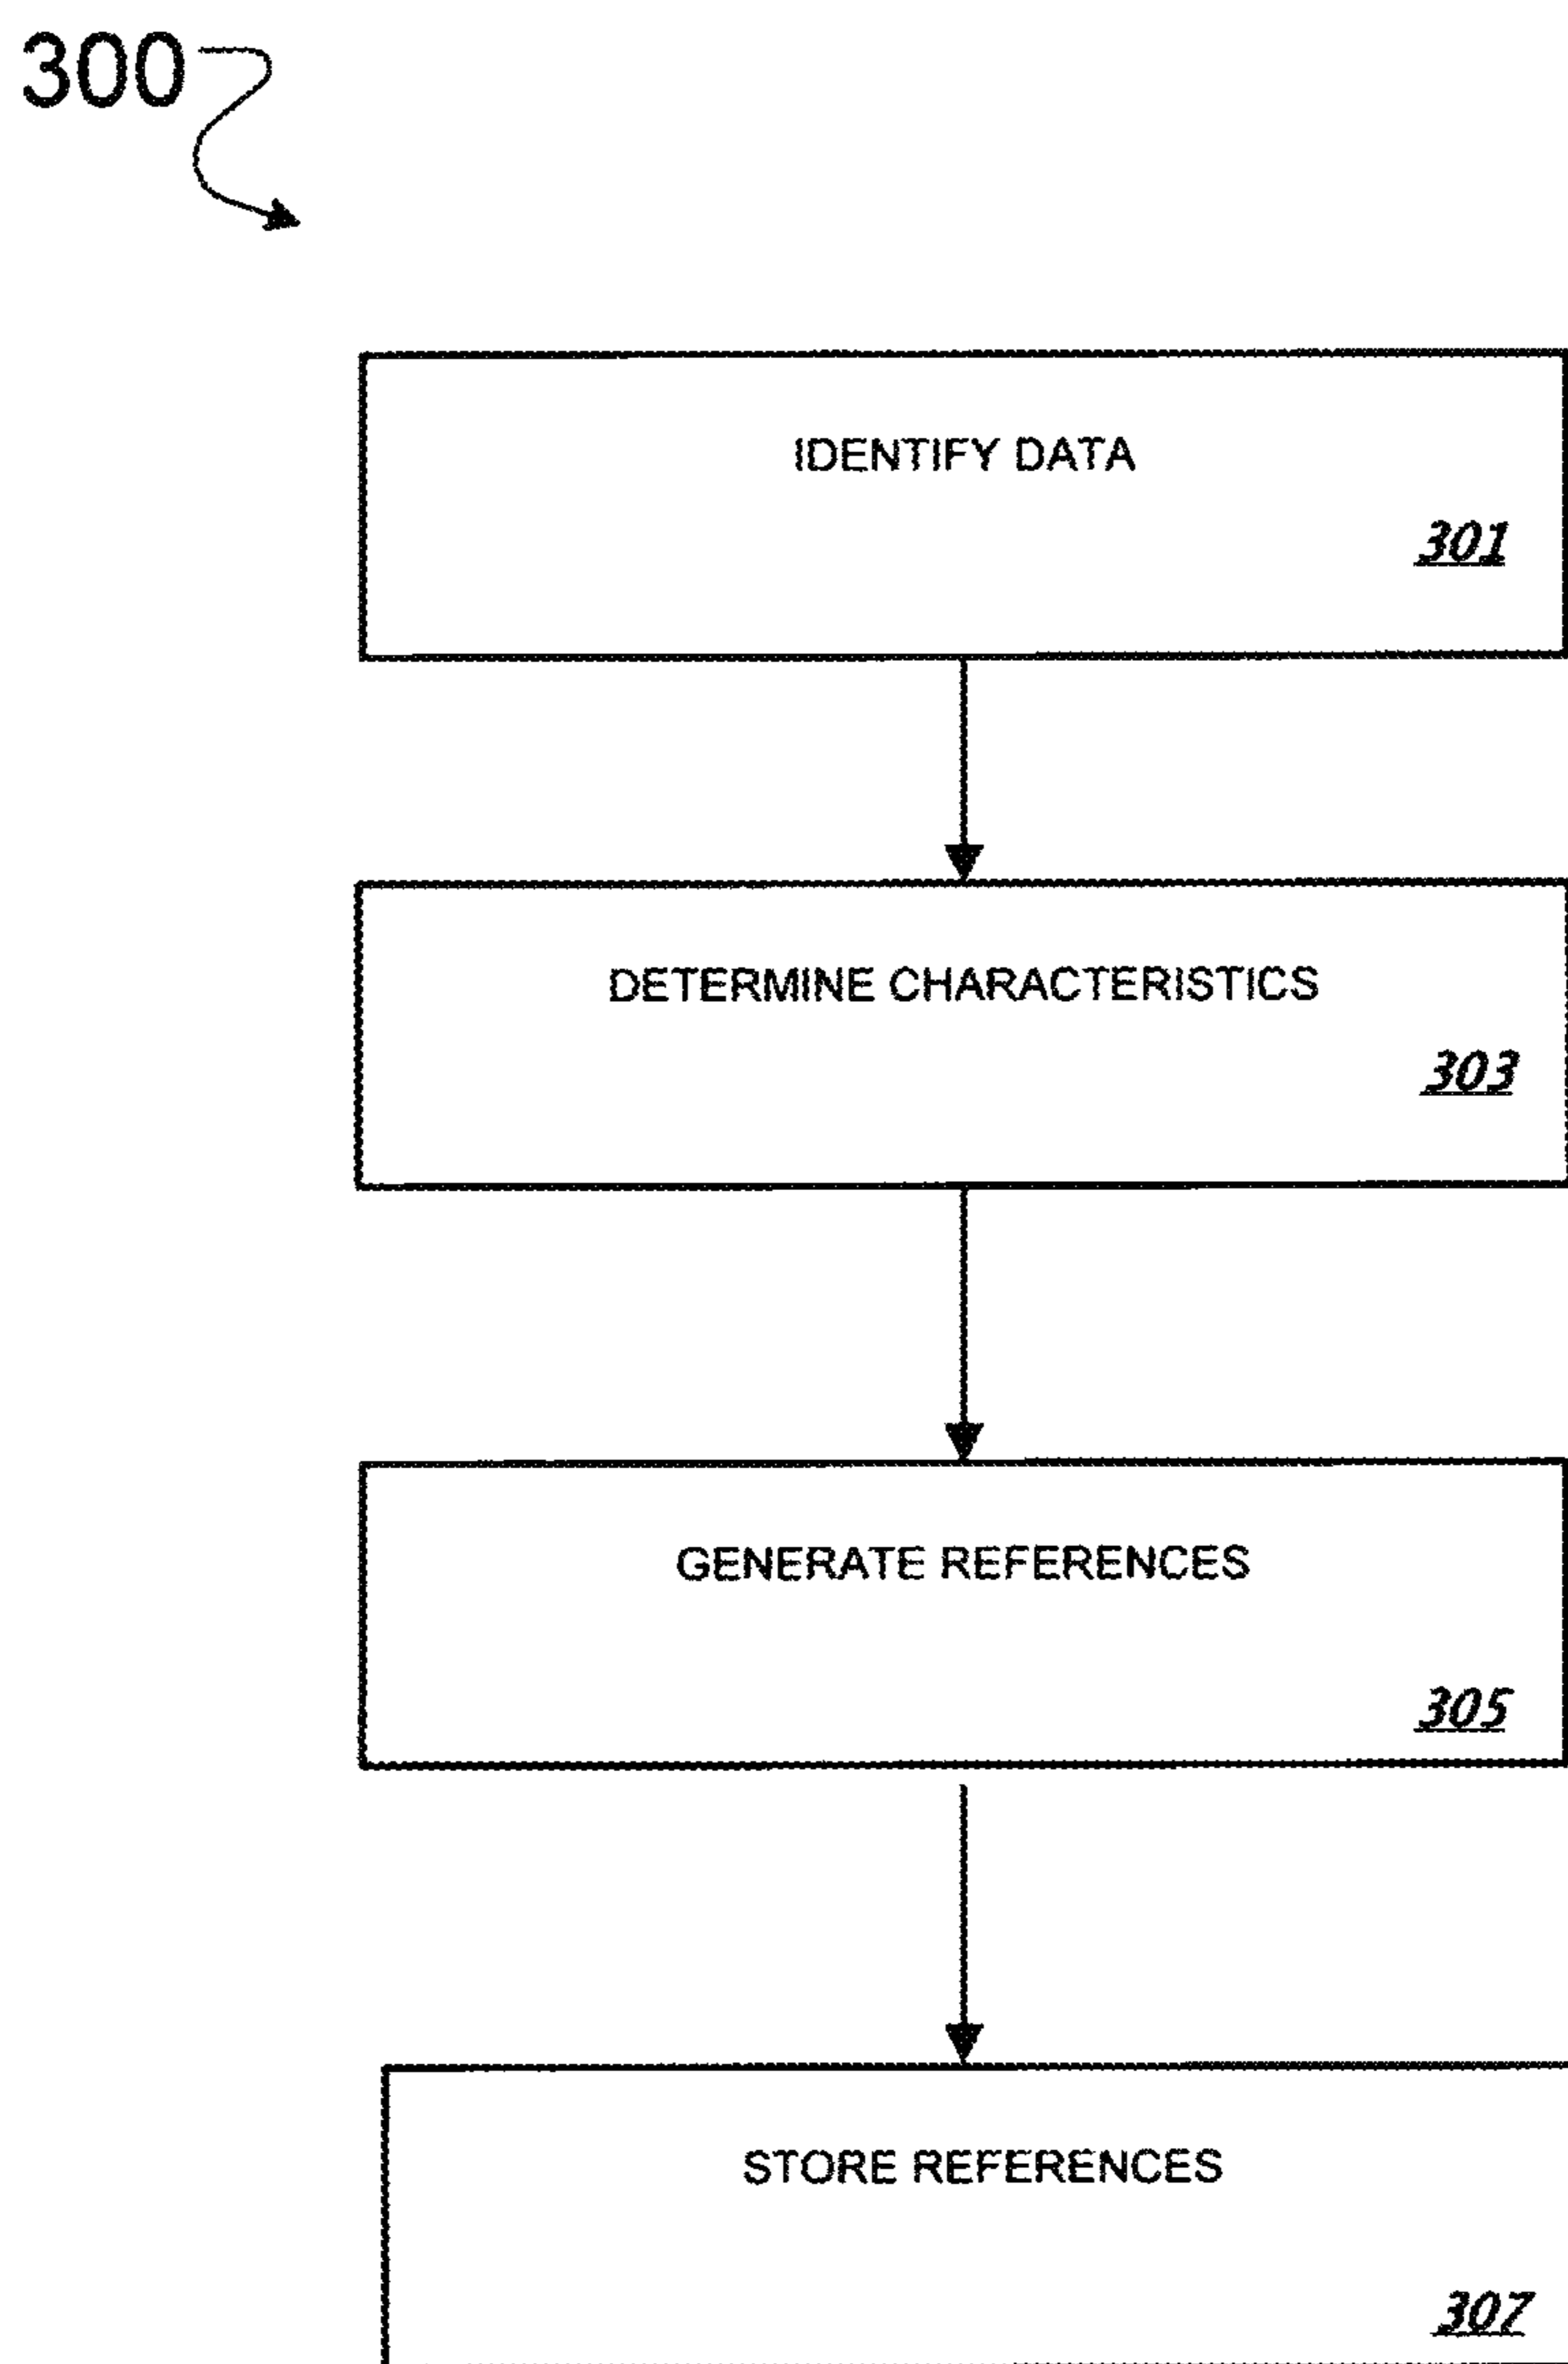 300
IDENTIFY DATA
301
DETERMINE CHARACTERISTICS
303
GENERATE REFERENCES
305
STORE REFERENCES
307